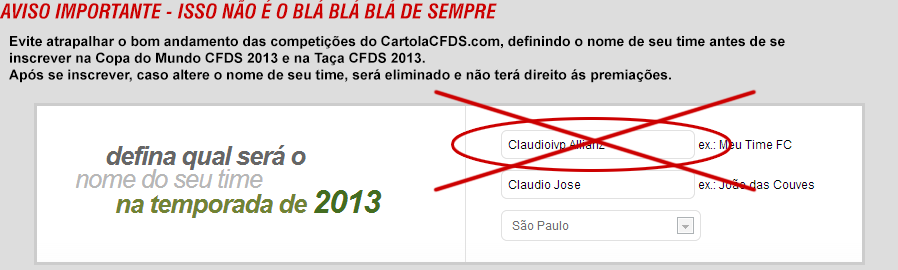 AVISO IMPORTANTE - ISSO NÃO É O BLÁ BLÁ BLÁ DE SEMPRE
Evite atrapalhar o bom andamento das competições do CartolaCFDS.com, definindo o nome de seu time antes de se
inscrever na Copa do Mundo CFDS 2013 e na Taça CFDS 2013.
Após se inscrever, caso altere o nome de seu time, será eliminado e não terá direito ás premiações.
defina qual será o
nome do seu time
na temporada de 2013
Claudioivp Allianz ex.: Meu Time FC
Claudio Jose ex.: João das Couves
São Paulo